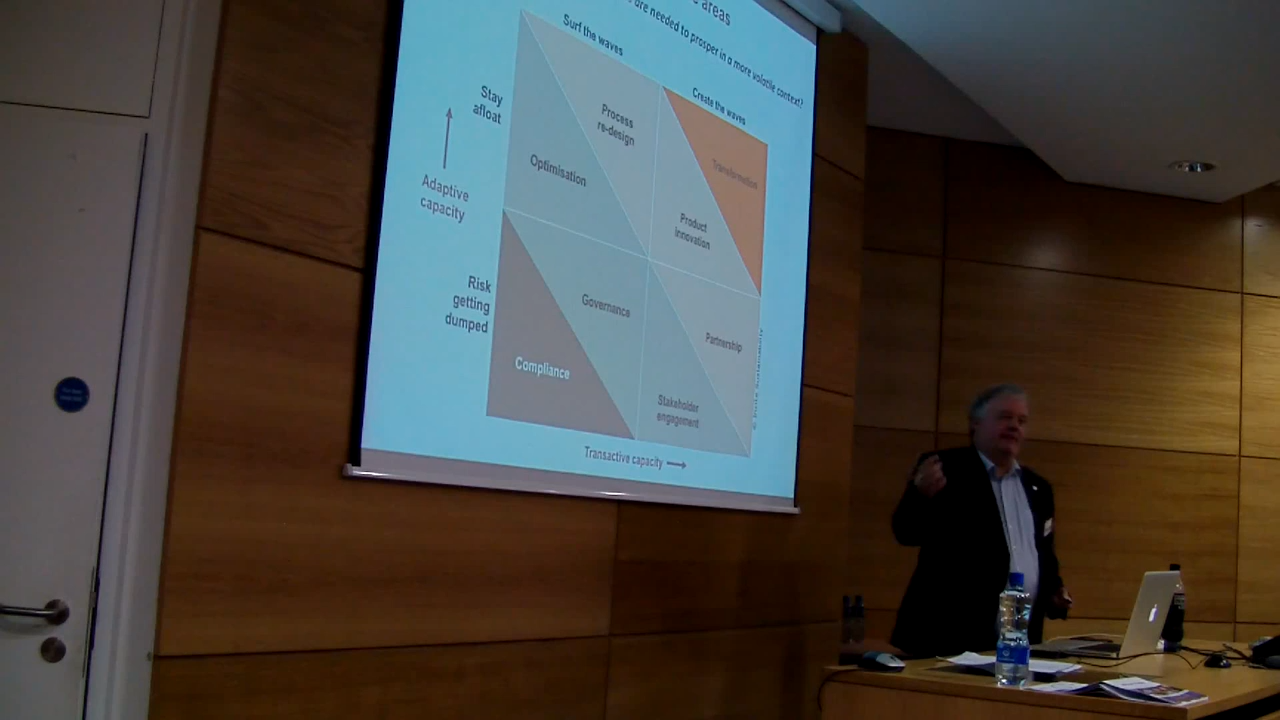 areas
are needed to prosper in a more volatile context?
Surf the waves
Create the waves
Stay
afloat
Process
re-design
Transformation
Optimisation
Adaptive
capacity
Product
innovation
Risk
getting
dumped
Governance
Partnership
Compliance
Stakeholder
engagement
Transactive capacity